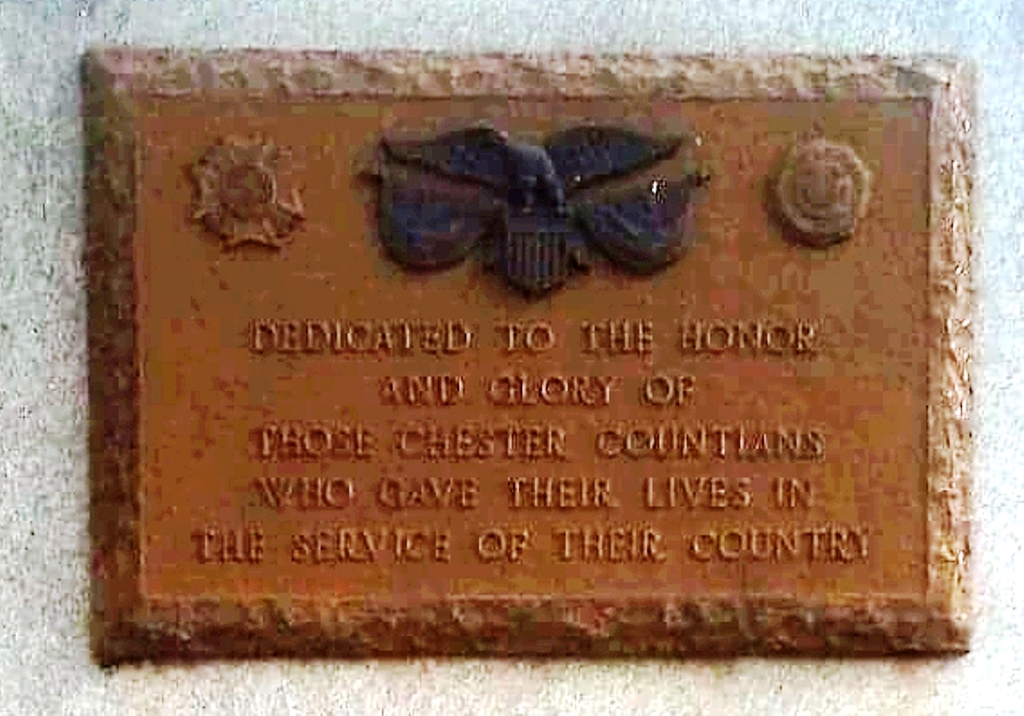 DEDICATED TO THE HONOR
AND GLORY OF
THOSE CHESTER COUNTIANS
WHO GAVE THEIR LIVES IN
THE SERVICE OF THEIR COUNTRY